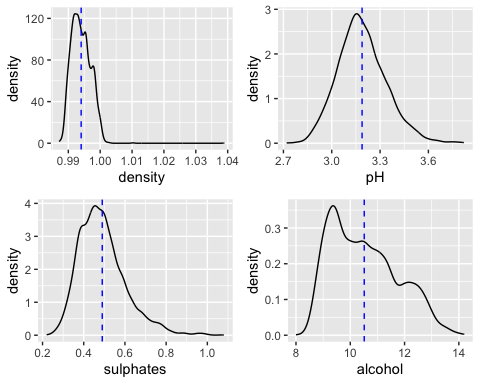 density
120
80
40
0
0.99 1.00 1.01 1.02 1.03 1.04
density
density
3
2
1
0
2.7 3.0 3.3 3.6
pH
density
4
3
2
1
0
0.2 0.4 0.6 0.8 1.0
sulphates
density
0.3
0.2
0.1
0.0
8 10 12 14
alcohol